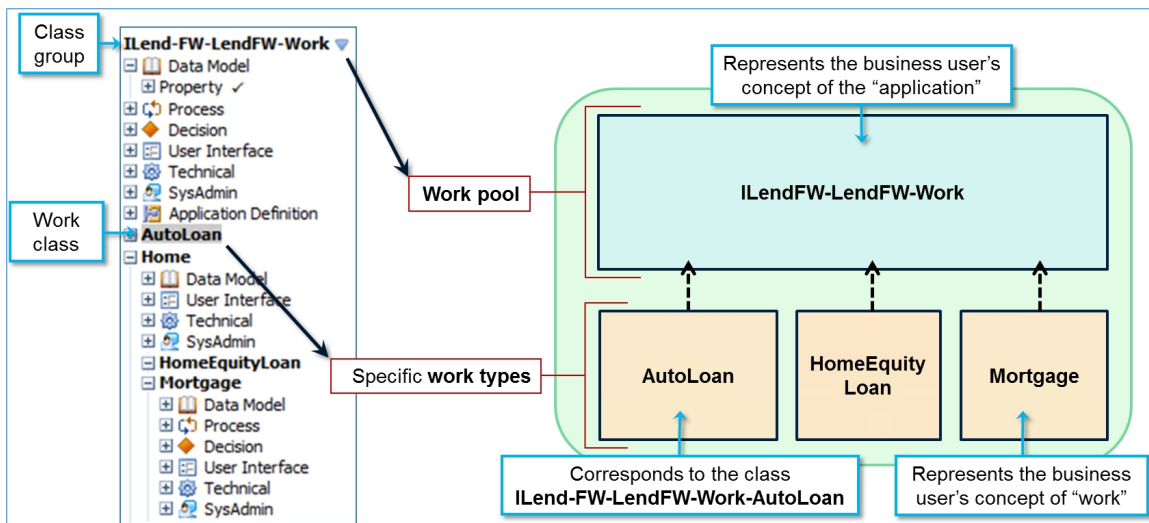 Class
group
ILend-FW-LendFW-Work
Data Model
Property ✓
Process
Decision
User Interface
Technical
SysAdmin
Application Definition
Work
class
AutoLoan
Home
Data Model
User Interface
Technical
SysAdmin
HomeEquityLoan
Mortgage
Data Model
Process
Decision
User Interface
Technical
SysAdmin
Work pool
Specific work types
Represents the business user’s
concept of the “application”
ILendFW-LendFW-Work
AutoLoan
HomeEquity
Loan
Mortgage
Corresponds to the class
ILend-FW-LendFW-Work-AutoLoan
Represents the business
user’s concept of “work”